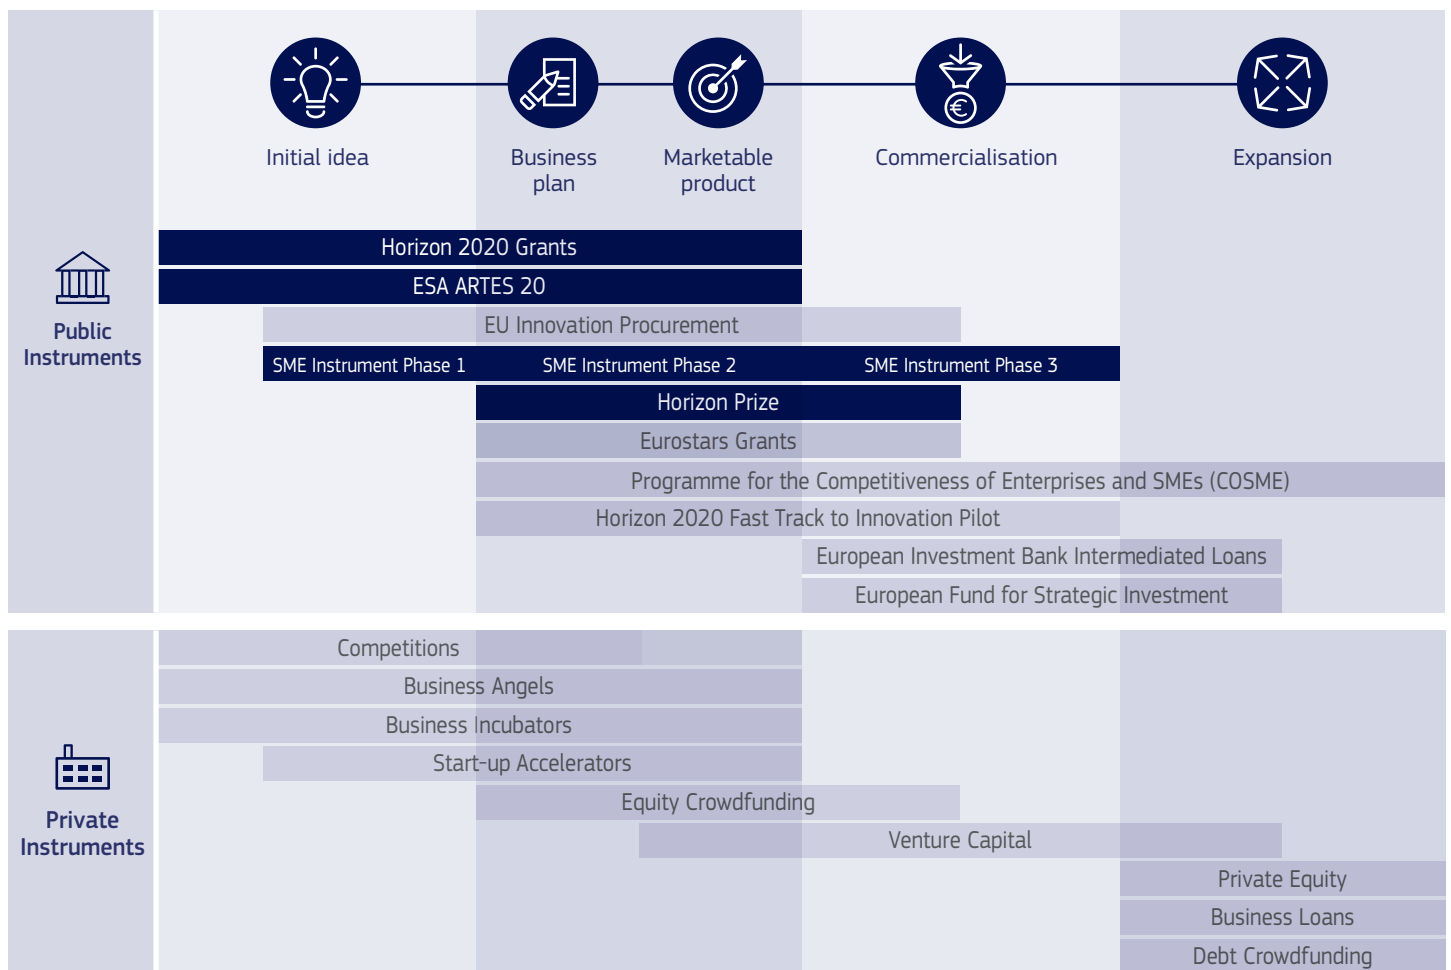 Initial idea
Business
plan
Marketable
product
Commercialisation
Expansion
Public
Instruments
Horizon 2020 Grants
ESA ARTES 20
EU Innovation Procurement
SME Instrument Phase 1
SME Instrument Phase 2
SME Instrument Phase 3
Horizon Prize
Eurostars Grants
Programme for the Competitiveness of Enterprises and SMEs (COSME)
Horizon 2020 Fast Track to Innovation Pilot
European Investment Bank Intermediated Loans
European Fund for Strategic Investment
Private
Instruments
Competitions
Business Angels
Business Incubators
Start-up Accelerators
Equity Crowdfunding
Venture Capital
Private Equity
Business Loans
Debt Crowdfunding